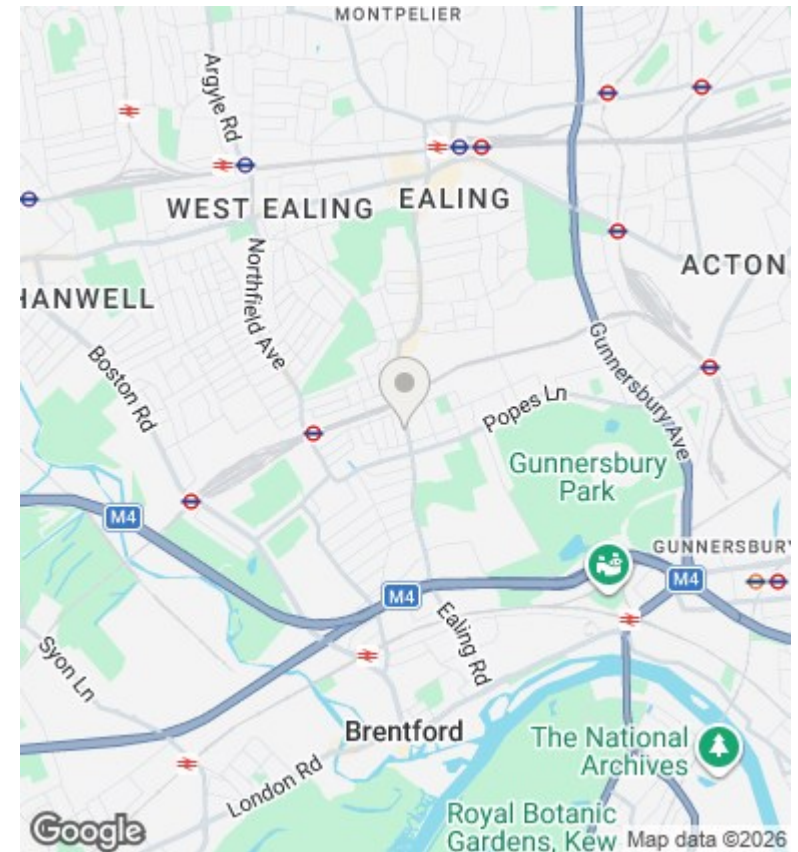 MONTPELIER
Argyle Rd
WEST EALING
EALING
ACTON
HANWELL
Northfield Ave
Boston Rd
Gunnersbury Ave
Popes Ln
Gunnersbury
Park
M4
GUNNERSBURY
M4
M4
Ealing Rd
Syon Ln
Brentford
The National
Archives
London Rd
Royal Botanic
Gardens, Kew
Google
Map data ©2026